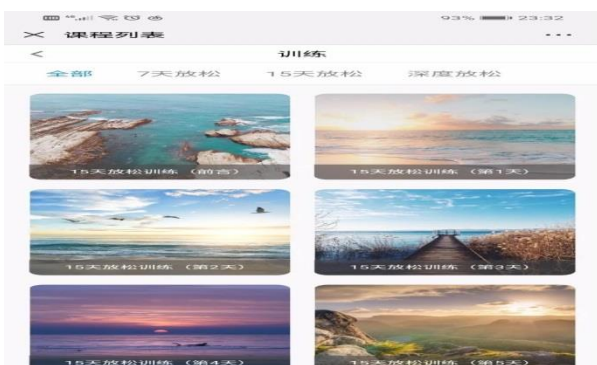 93% 23:32
课程列表
训练
全部 7天放松 15天放松 深度放松
15天放松训练（前言） 15天放松训练（第1天）
15天放松训练（第2天） 15天放松训练（第3天）
15天放松训练（第4天） 15天放松训练（第5天）